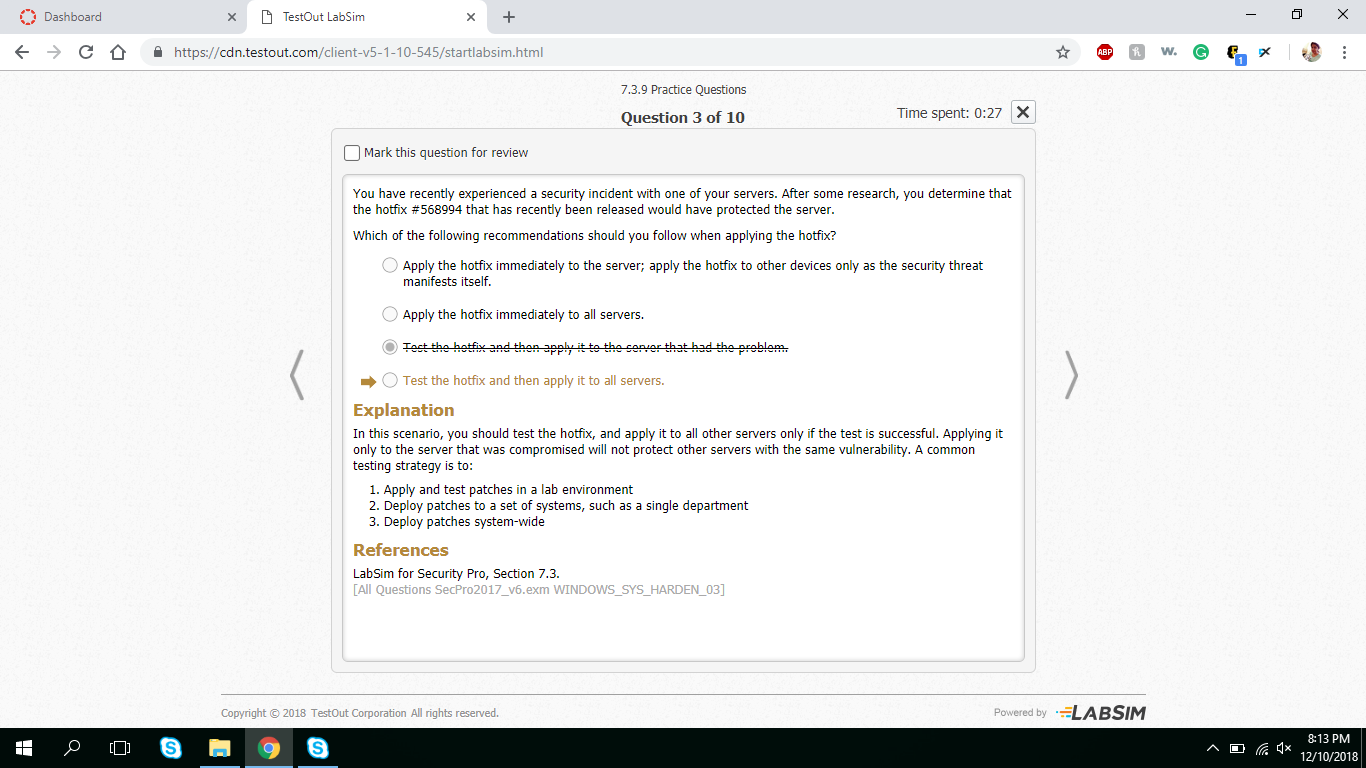 Dashboard
TestOut LabSim
https://cdn.testout.com/client-v5-1-10-545/startlabsim.html
ABP
w.
1
7.3.9 Practice Questions
Question 3 of 10
Time spent: 0:27
Mark this question for review
You have recently experienced a security incident with one of your servers. After some research, you determine that
the hotfix #568994 that has recently been released would have protected the server.
Which of the following recommendations should you follow when applying the hotfix?
Apply the hotfix immediately to the server; apply the hotfix to other devices only as the security threat
manifests itself.
Apply the hotfix immediately to all servers.
Test the hotfix and then apply it to the server that had the problem.
Test the hotfix and then apply it to all servers.
Explanation
In this scenario, you should test the hotfix, and apply it to all other servers only if the test is successful. Applying it
only to the server that was compromised will not protect other servers with the same vulnerability. A common
testing strategy is to:
1. Apply and test patches in a lab environment
2. Deploy patches to a set of systems, such as a single department
3. Deploy patches system-wide
References
LabSim for Security Pro, Section 7.3.
[All Questions SecPro2017_v6.exm WINDOWS_SYS_HARDEN_03]
Copyright © 2018 TestOut Corporation All rights reserved.
Powered by LABSIM
8:13 PM
12/10/2018